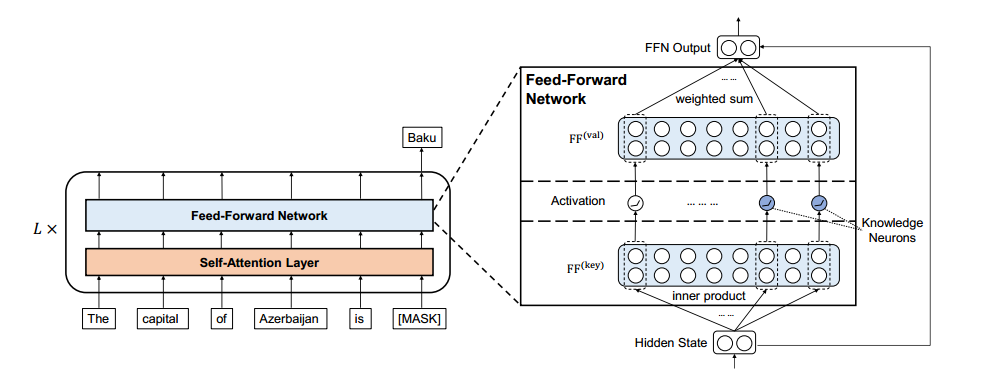 Baku
L ×
Feed-Forward Network
Self-Attention Layer
The capital of Azerbaijan is [MASK]
FFN Output
Feed-Forward
Network
... ...
weighted sum
FF(val)
Activation
... ... ...
Knowledge
Neurons
FF(key)
inner product
... ...
Hidden State